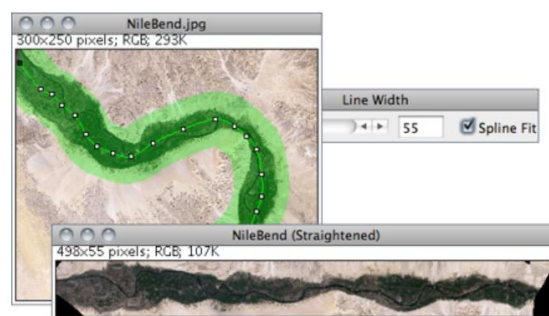 NileBend.jpg
300x250 pixels; RGB; 293K
Line Width
55
Spline Fit
NileBend (Straightened)
498x55 pixels; RGB; 107K